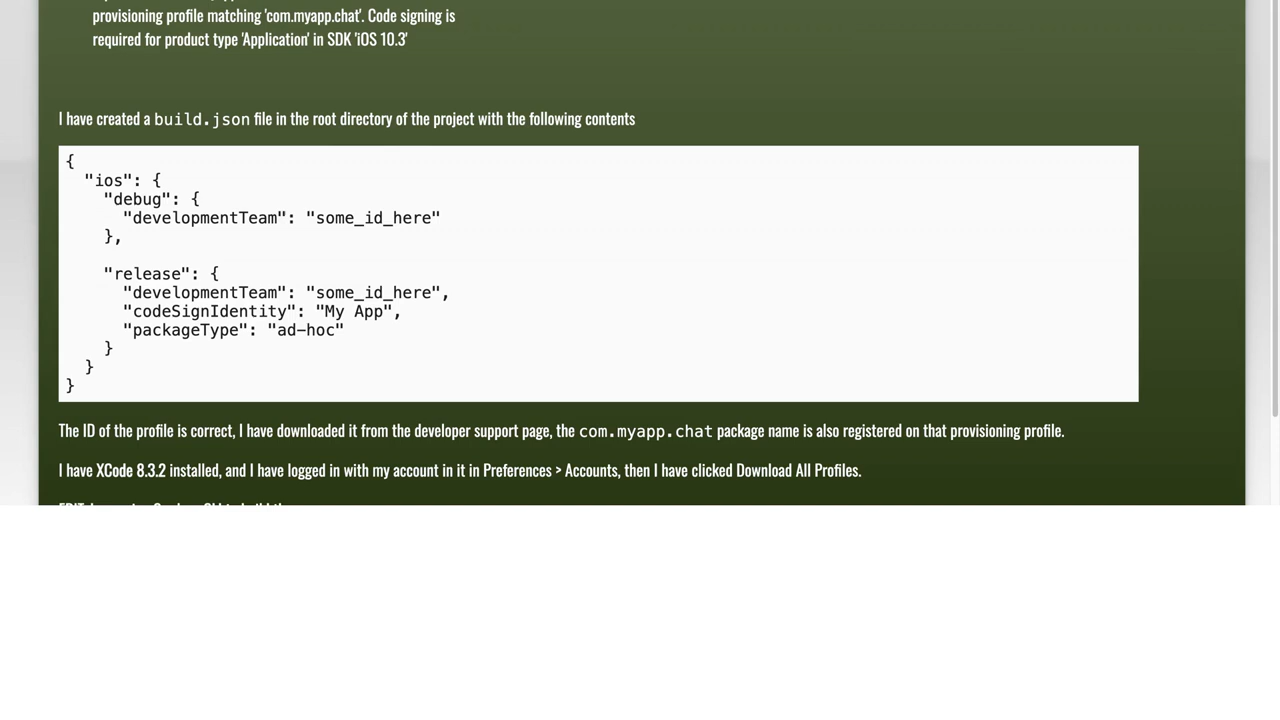 provisioning profile matching 'com.myapp.chat'. Code signing is
required for product type 'Application' in SDK 'iOS 10.3'
I have created a build.json file in the root directory of the project with the following contents
{
  "ios": {
    "debug": {
      "developmentTeam": "some_id_here"
    },
    "release": {
      "developmentTeam": "some_id_here",
      "codeSignIdentity": "My App",
      "packageType": "ad-hoc"
    }
  }
}
The ID of the profile is correct, I have downloaded it from the developer support page, the com.myapp.chat package name is also registered on that provisioning profile.
I have XCode 8.3.2 installed, and I have logged in with my account in it in Preferences > Accounts, then I have clicked Download All Profiles.